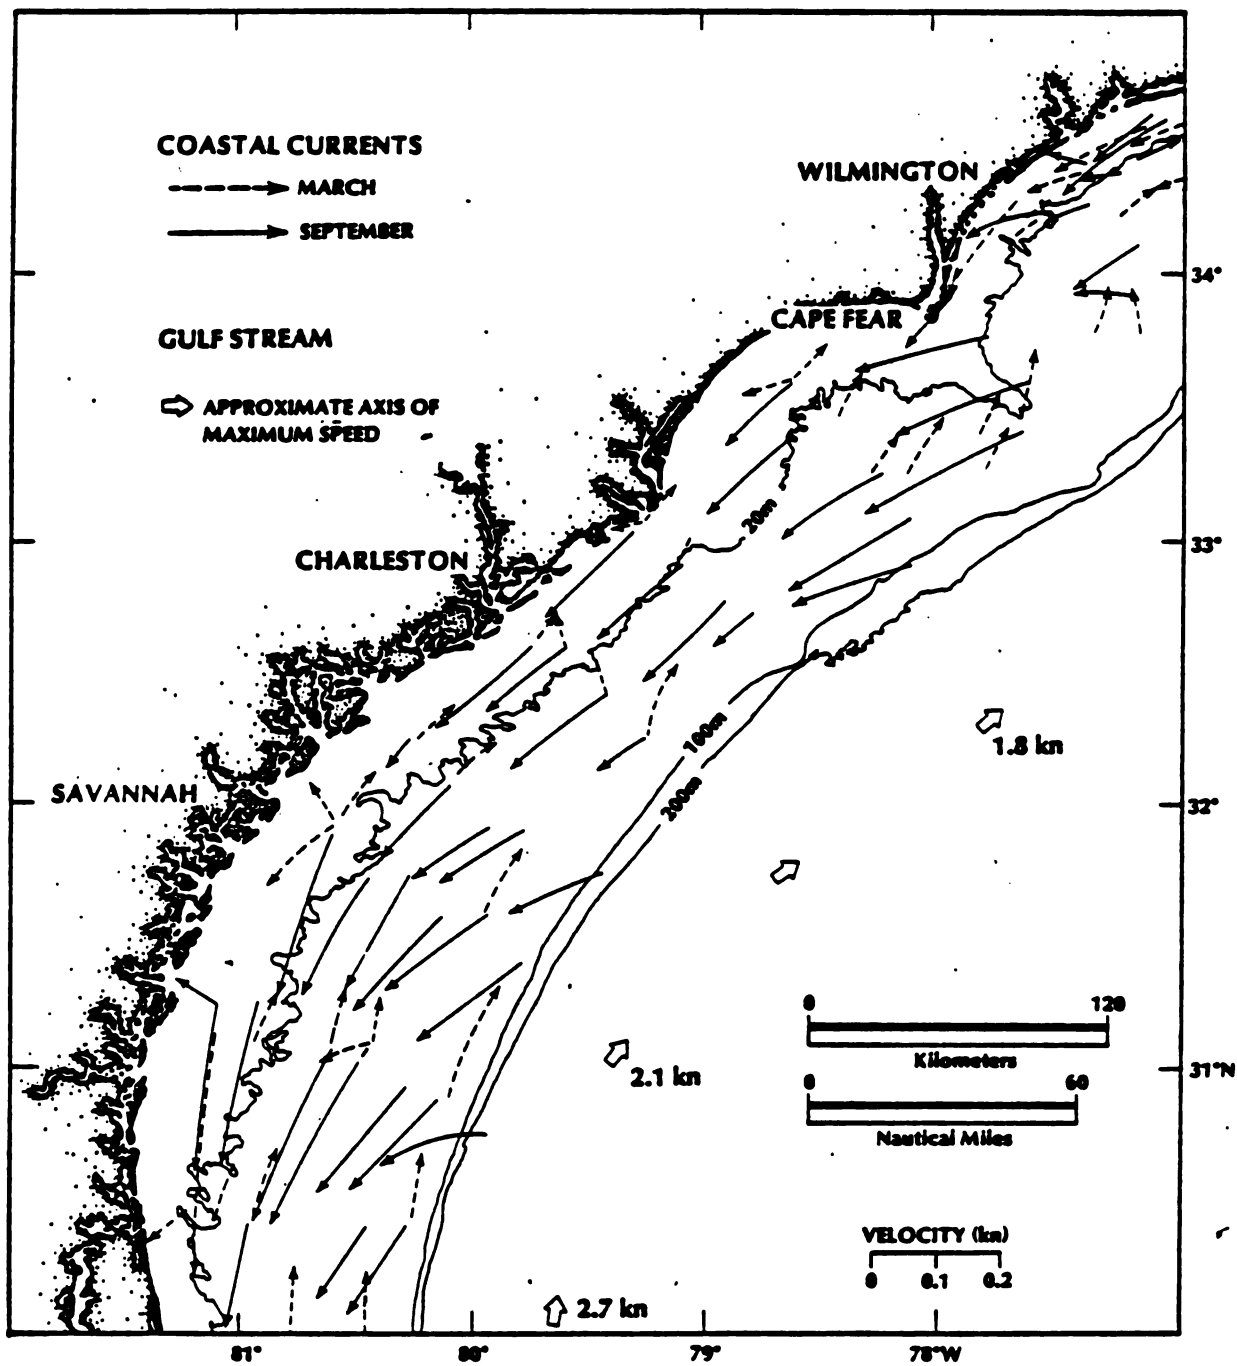 COASTAL CURRENTS
MARCH
SEPTEMBER
GULF STREAM
APPROXIMATE AXIS OF
MAXIMUM SPEED
WILMINGTON
CAPE FEAR
CHARLESTON
SAVANNAH
20m
100m
200m
1.8 kn
2.1 kn
2.7 kn
34°
33°
32°
31°N
0 120
Kilometers
0 60
Nautical Miles
VELOCITY (kn)
0 0.1 0.2
81° 80° 79° 78°W